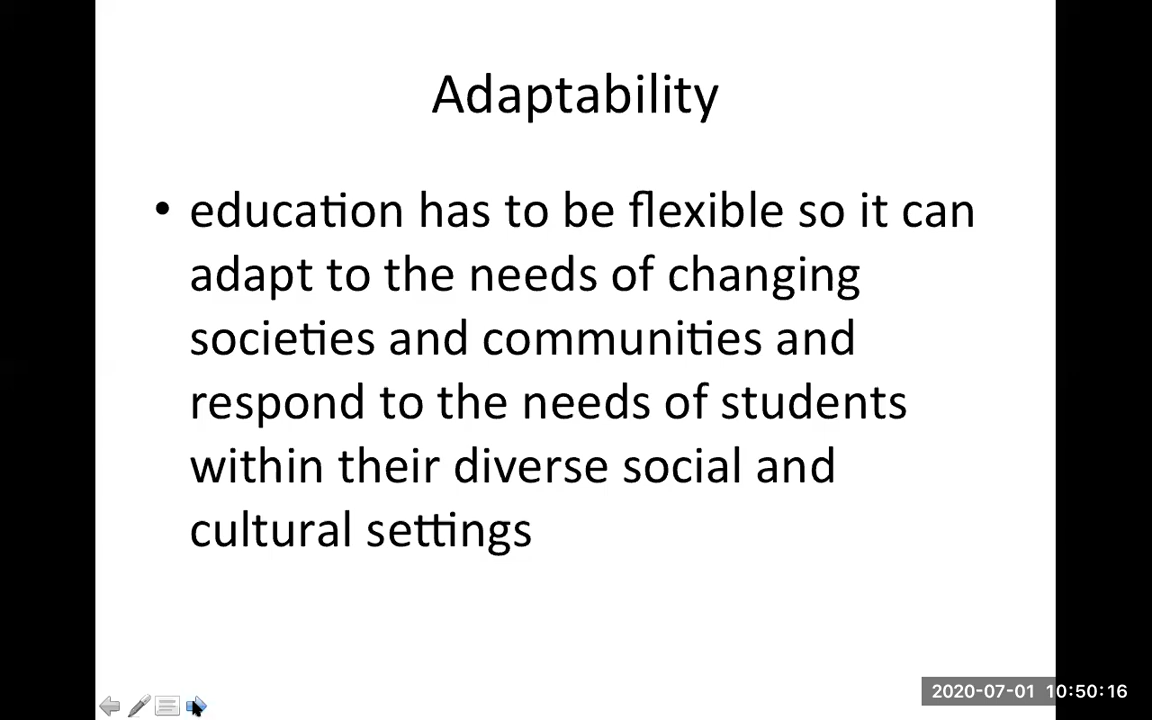 Adaptability
• education has to be flexible so it can
adapt to the needs of changing
societies and communities and
respond to the needs of students
within their diverse social and
cultural settings
2020-07-01 10:50:16